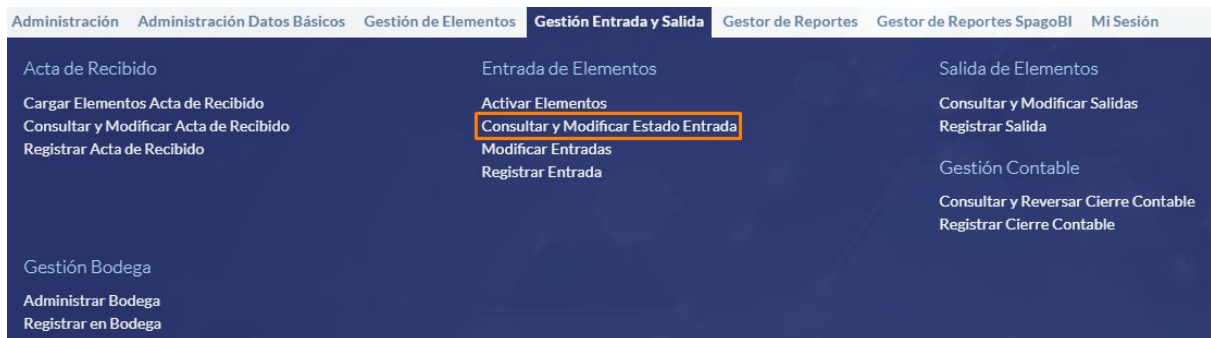 Administración Administración Datos Básicos Gestión de Elementos Gestión Entrada y Salida Gestor de Reportes Gestor de Reportes SpagoBI Mi Sesión
Acta de Recibido
Cargar Elementos Acta de Recibido
Consultar y Modificar Acta de Recibido
Registrar Acta de Recibido
Entrada de Elementos
Activar Elementos
Consultar y Modificar Estado Entrada
Modificar Entradas
Registrar Entrada
Salida de Elementos
Consultar y Modificar Salidas
Registrar Salida
Gestión Contable
Consultar y Reversar Cierre Contable
Registrar Cierre Contable
Gestión Bodega
Administrar Bodega
Registrar en Bodega